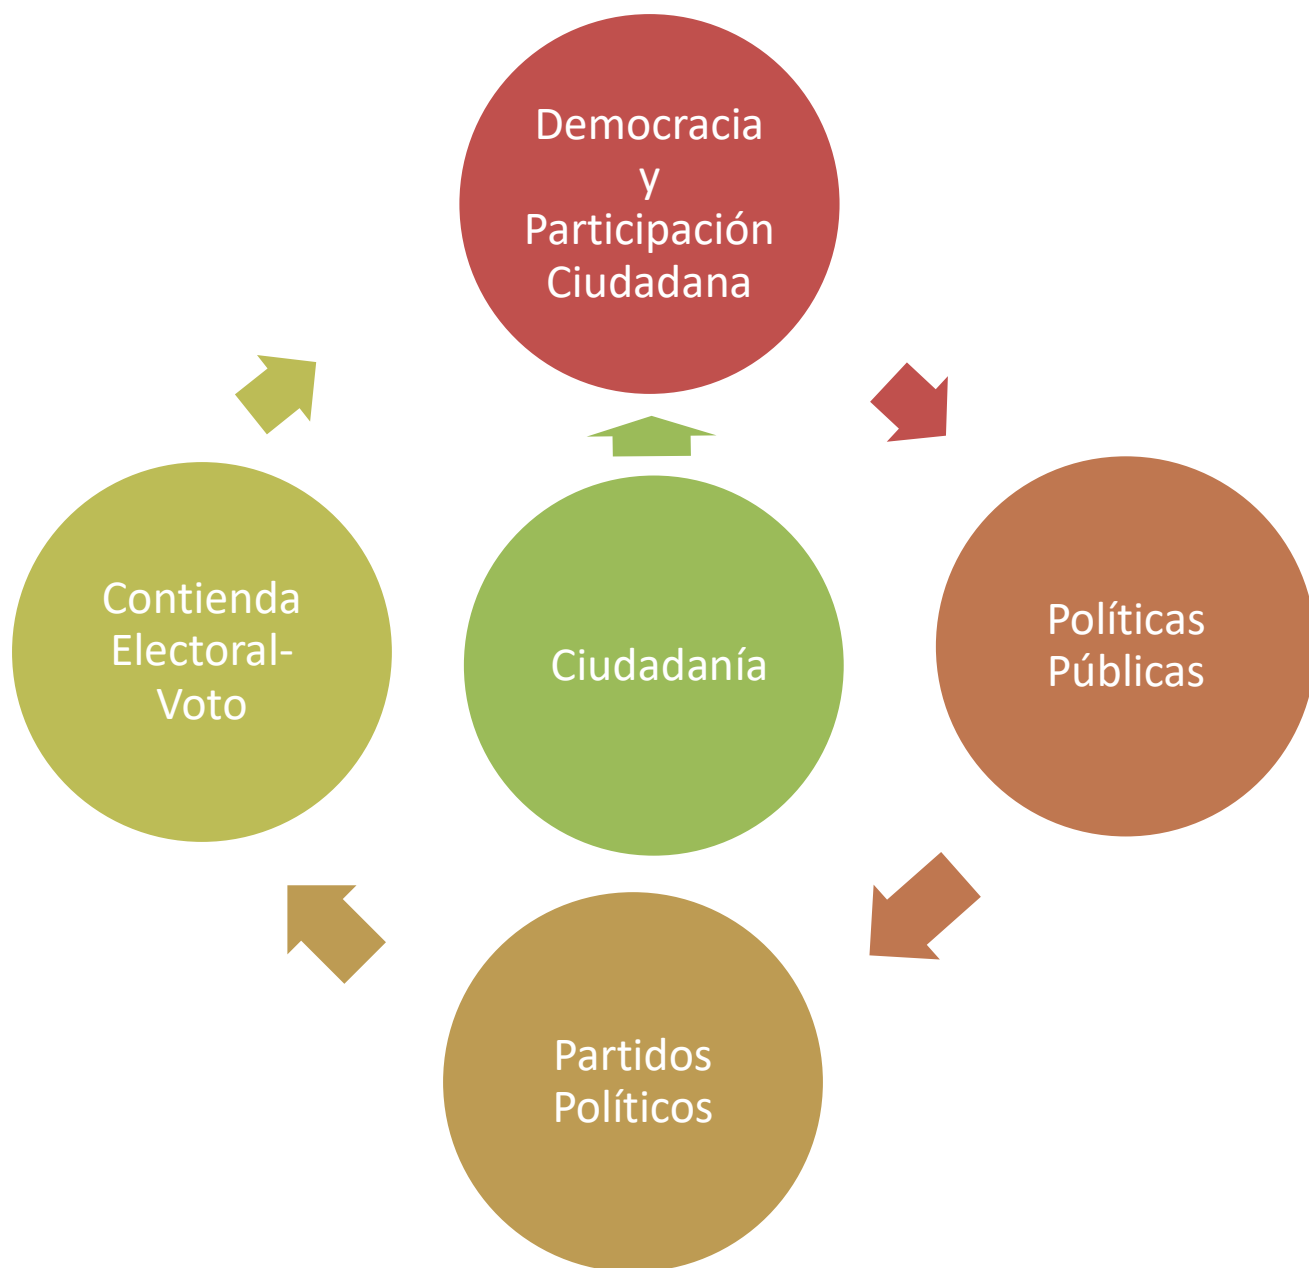 Democracia
y
Participación
Ciudadana
Contienda
Electoral-
Voto
Ciudadanía
Políticas
Públicas
Partidos
Políticos